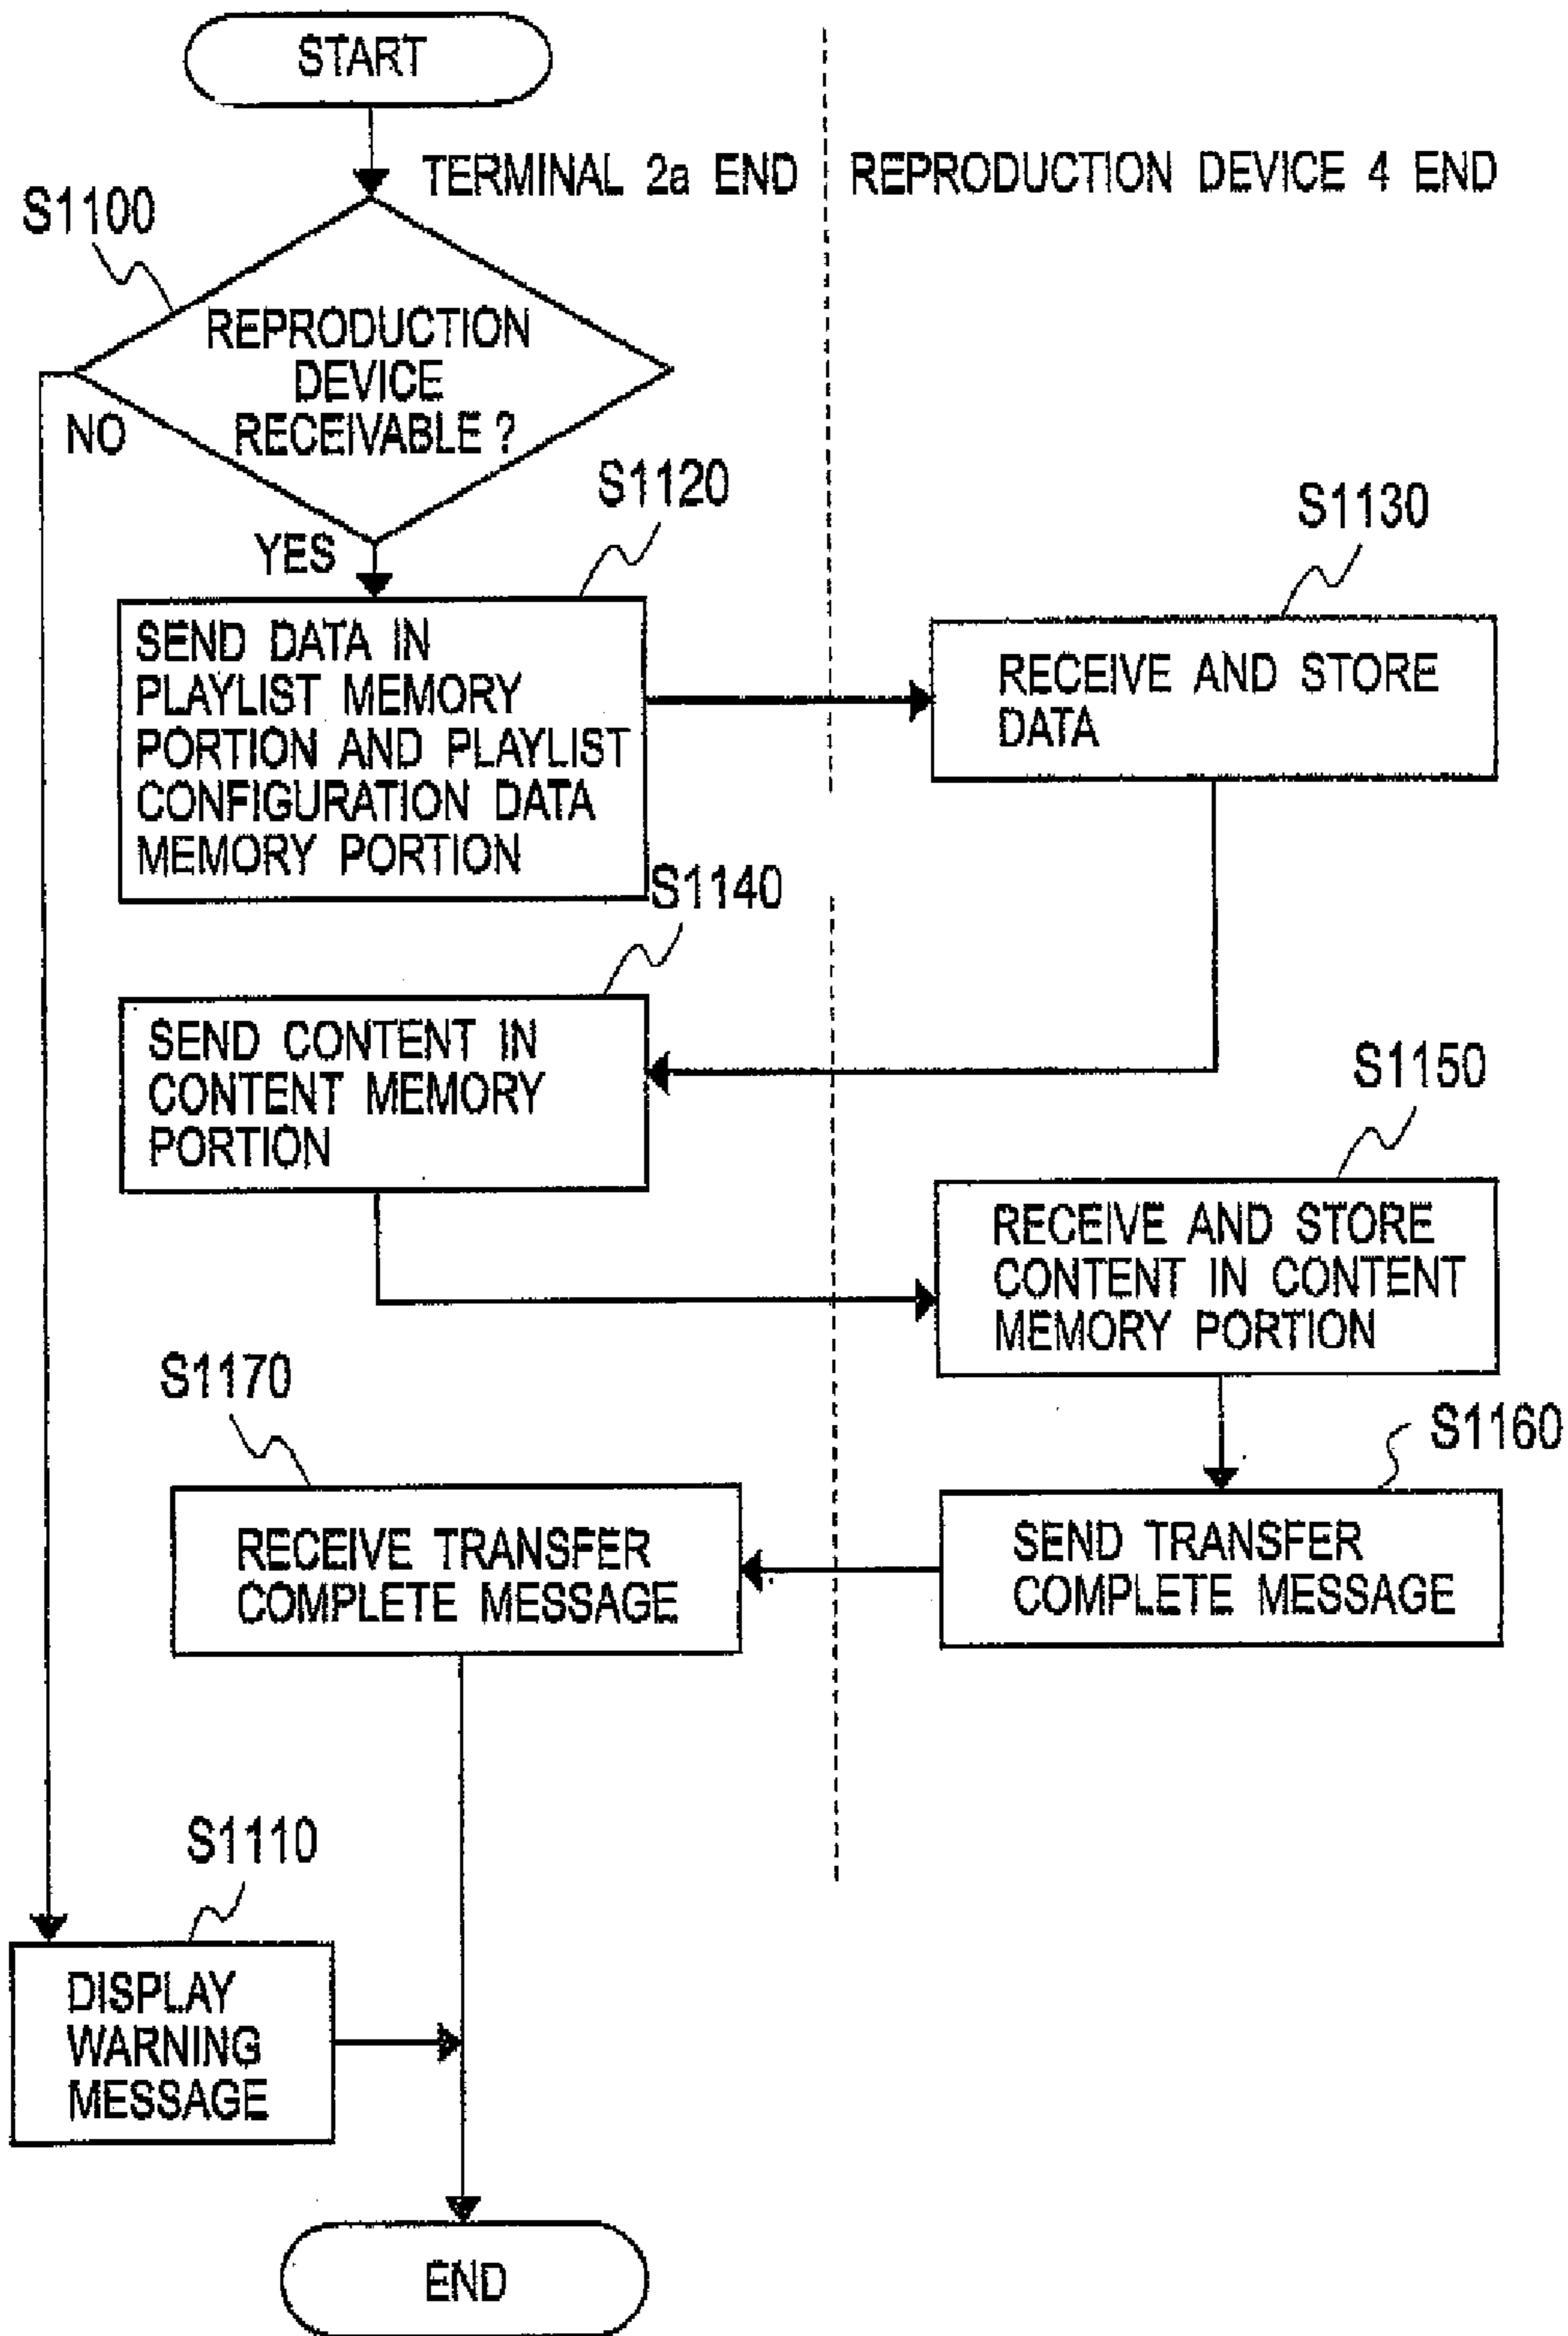 START
TERMINAL 2a END
REPRODUCTION DEVICE 4 END
S1100
REPRODUCTION
DEVICE
RECEIVABLE ?
NO
YES
S1120
SEND DATA IN
PLAYLIST MEMORY
PORTION AND PLAYLIST
CONFIGURATION DATA
MEMORY PORTION
S1130
RECEIVE AND STORE
DATA
S1140
SEND CONTENT IN
CONTENT MEMORY
PORTION
S1150
RECEIVE AND STORE
CONTENT IN CONTENT
MEMORY PORTION
S1160
SEND TRANSFER
COMPLETE MESSAGE
S1170
RECEIVE TRANSFER
COMPLETE MESSAGE
S1110
DISPLAY
WARNING
MESSAGE
END